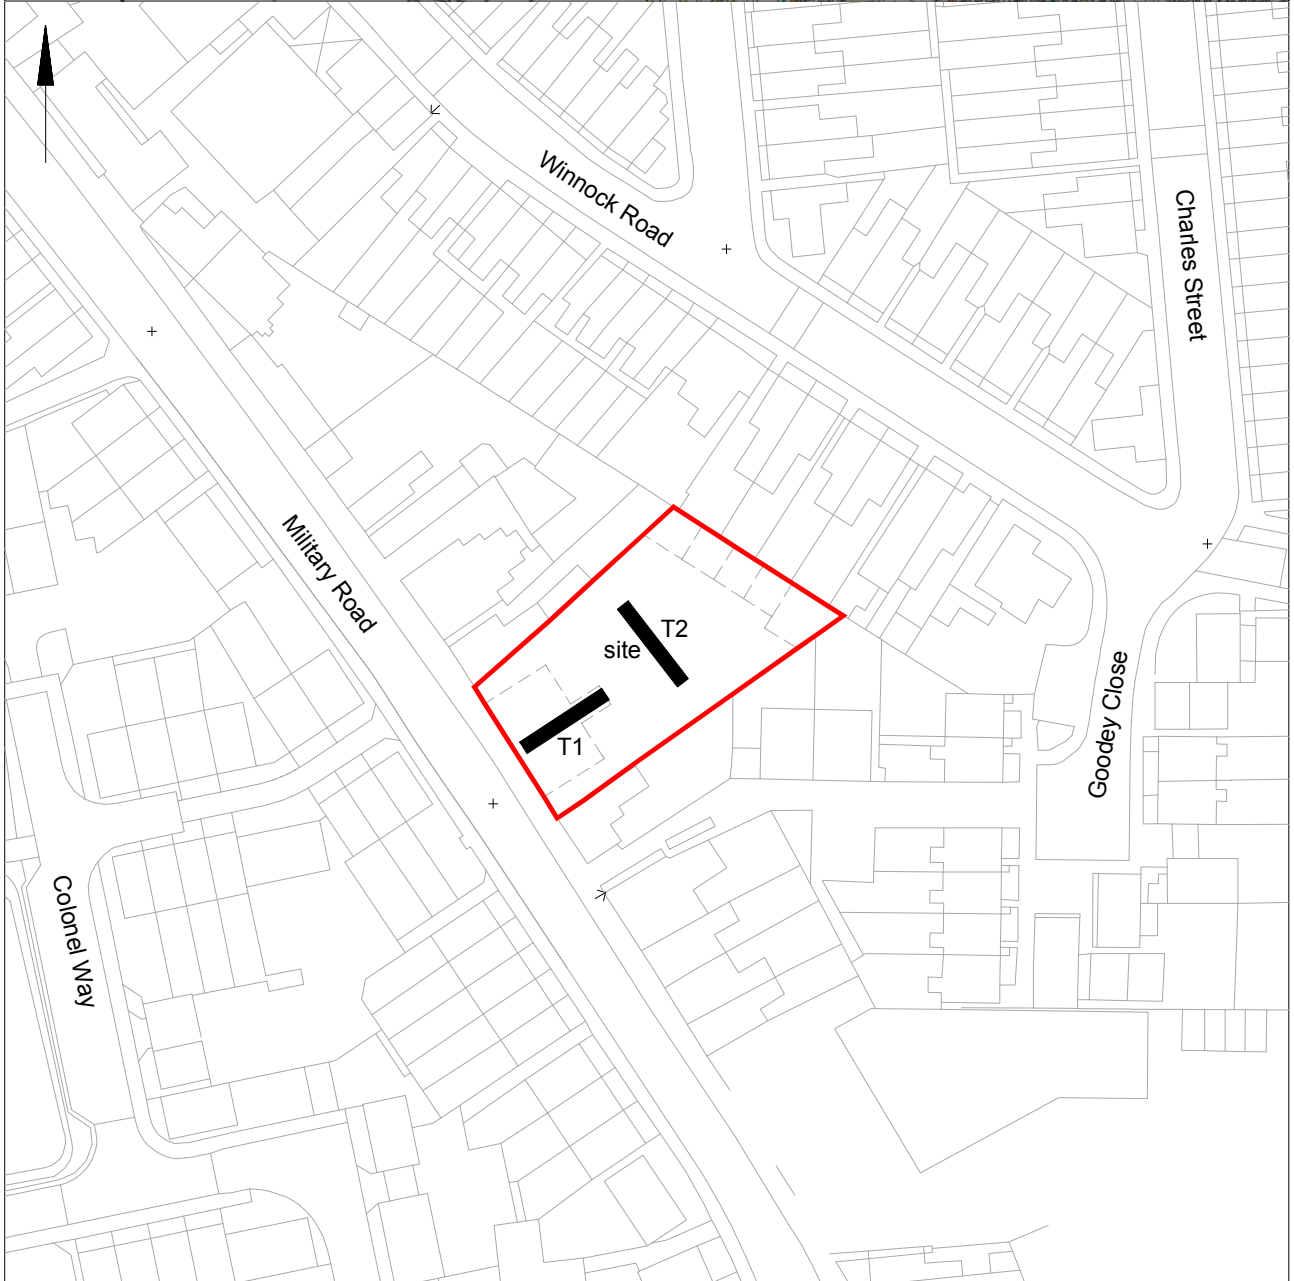 Winnock Road
Charles Street
Military Road
T2
site
T1
Goodey Close
Colonel Way